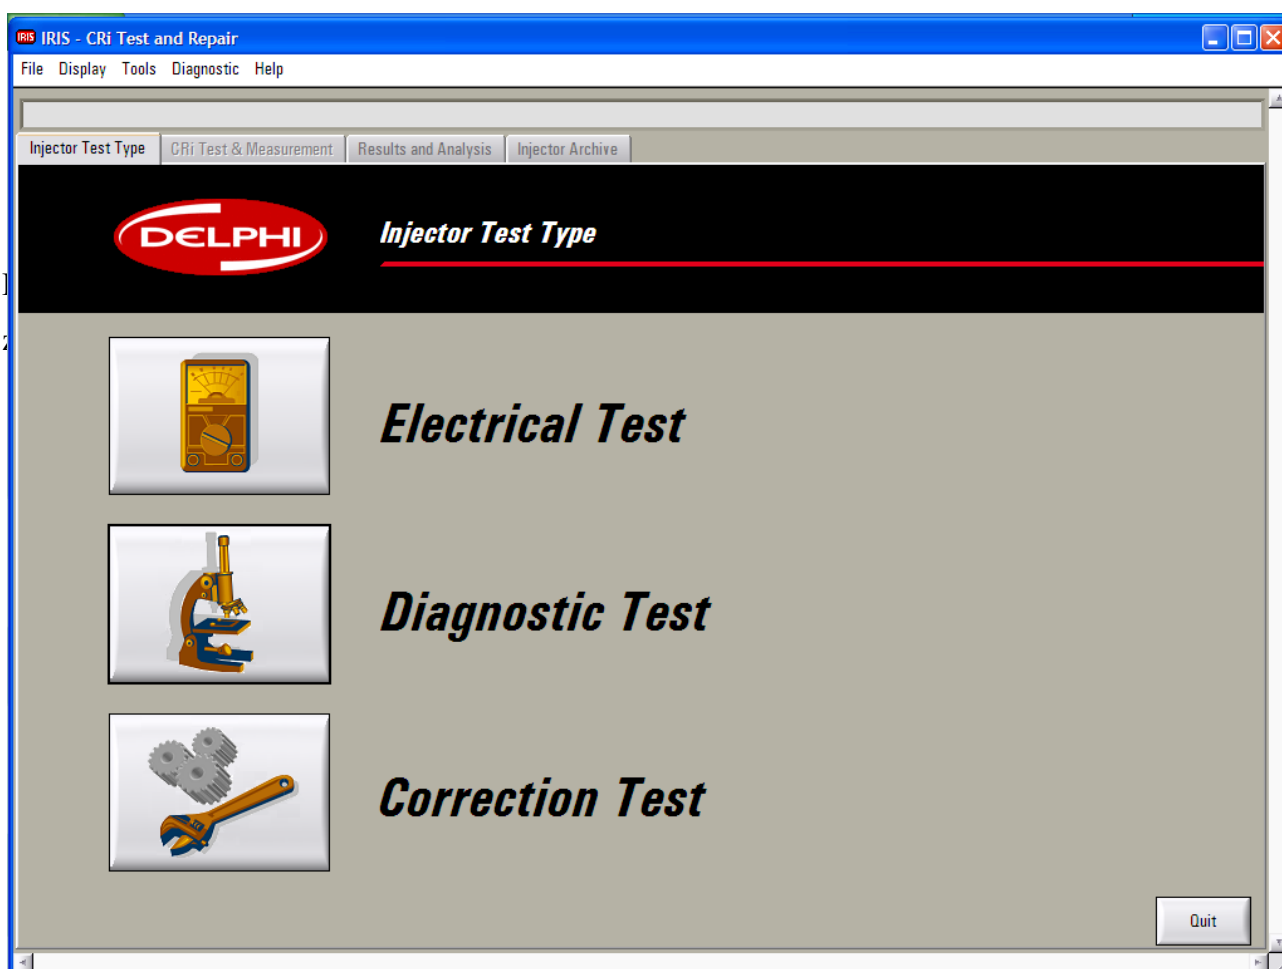 IRIS IRIS - CRi Test and Repair
File Display Tools Diagnostic Help
Injector Test Type CRi Test & Measurement Results and Analysis Injector Archive
DELPHI Injector Test Type
Electrical Test
Diagnostic Test
Correction Test
Quit